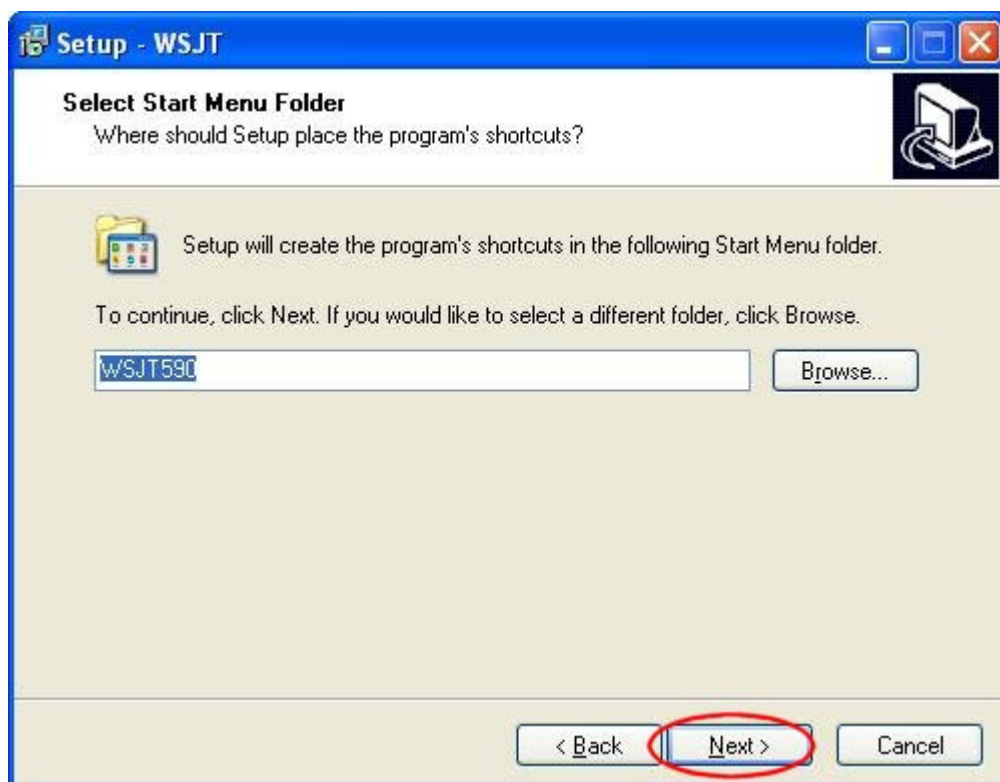 Setup - WSJT
Select Start Menu Folder
Where should Setup place the program's shortcuts?
Setup will create the program's shortcuts in the following Start Menu folder.
To continue, click Next. If you would like to select a different folder, click Browse.
WSJT590
Browse...
< Back
Next >
Cancel